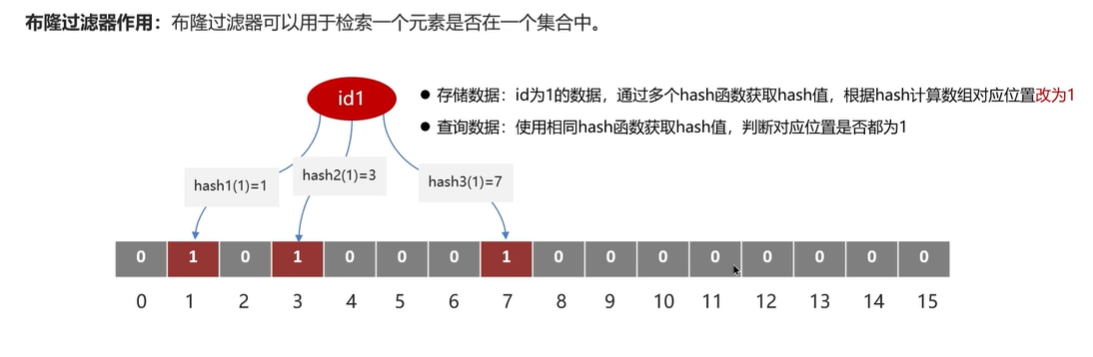 布隆过滤器作用：布隆过滤器可以用于检索一个元素是否在一个集合中。
id1
● 存储数据：id为1的数据，通过多个hash函数获取hash值，根据hash计算数组对应位置改为1
● 查询数据：使用相同hash函数获取hash值，判断对应位置是否都为1
hash1(1)=1 hash2(1)=3 hash3(1)=7
0 1 0 1 0 0 0 1 0 0 0 0 0 0 0 0
0 1 2 3 4 5 6 7 8 9 10 11 12 13 14 15